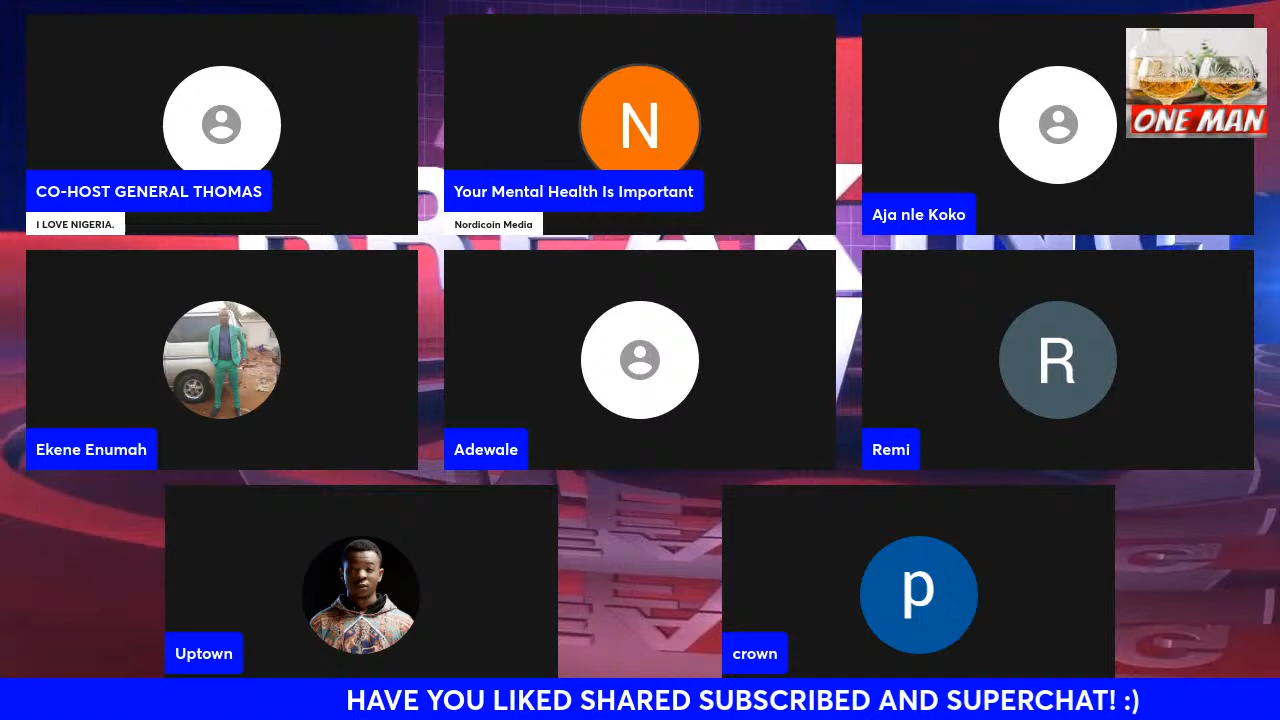 ONE MAN
N
CO-HOST GENERAL THOMAS
I LOVE NIGERIA.
Your Mental Health Is Important
Nordicoin Media
Aja nle Koko
R
Ekene Enumah
Adewale
Remi
p
Uptown
crown
HAVE YOU LIKED SHARED SUBSCRIBED AND SUPERCHAT! :)